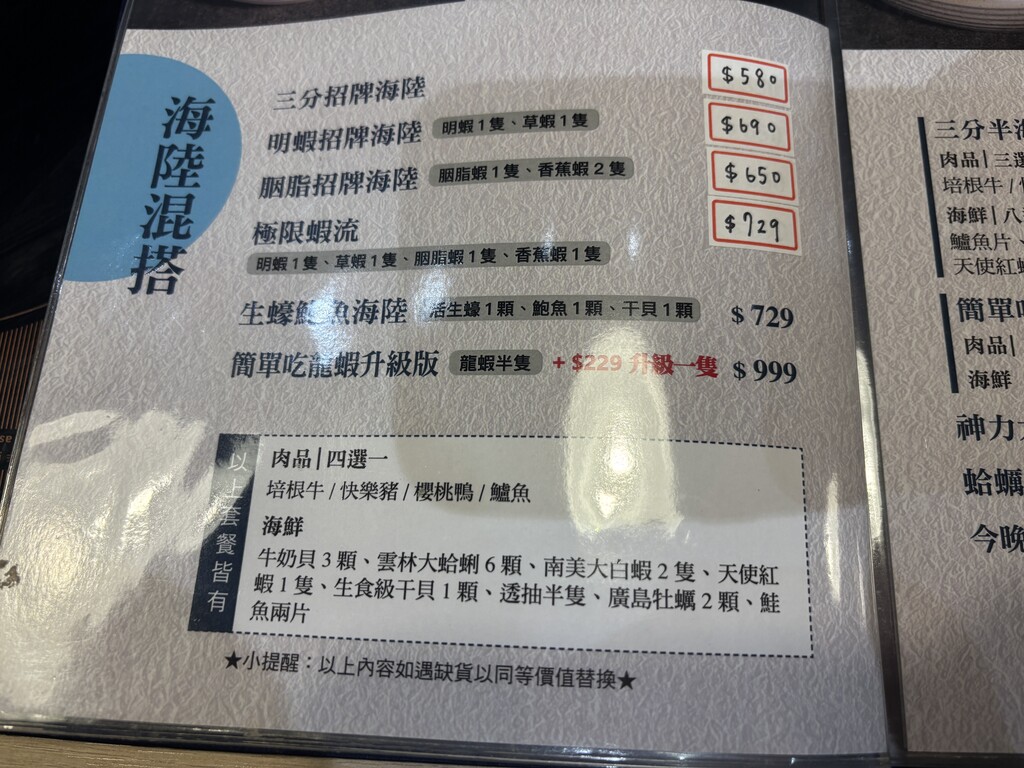 海陸混搭
三分招牌海陸 $580
明蝦招牌海陸 明蝦1隻、草蝦1隻 $690
胭脂招牌海陸 胭脂蝦1隻、香蕉蝦2隻 $650
極限蝦流 $729
明蝦1隻、草蝦1隻、胭脂蝦1隻、香蕉蝦1隻
生蠔鮑魚海陸 活生蠔1顆、鮑魚1顆、干貝1顆 $729
簡單吃龍蝦升級版 龍蝦半隻 +$229 升級一隻 $999
以上套餐皆有
肉品|四選一
培根牛/快樂豬/櫻桃鴨/鱸魚
海鮮
牛奶貝3顆、雲林大蛤蜊6顆、南美大白蝦2隻、天使紅
蝦1隻、生食級干貝1顆、透抽半隻、廣島牡蠣2顆、鮭
魚兩片
★小提醒：以上內容如遇缺貨以同等價值替換★
三分半
肉品|三選
培根牛/
海鮮|八
鱸魚片、
天使紅
簡單
肉品|
海鮮
神力
蛤蠣
今晚